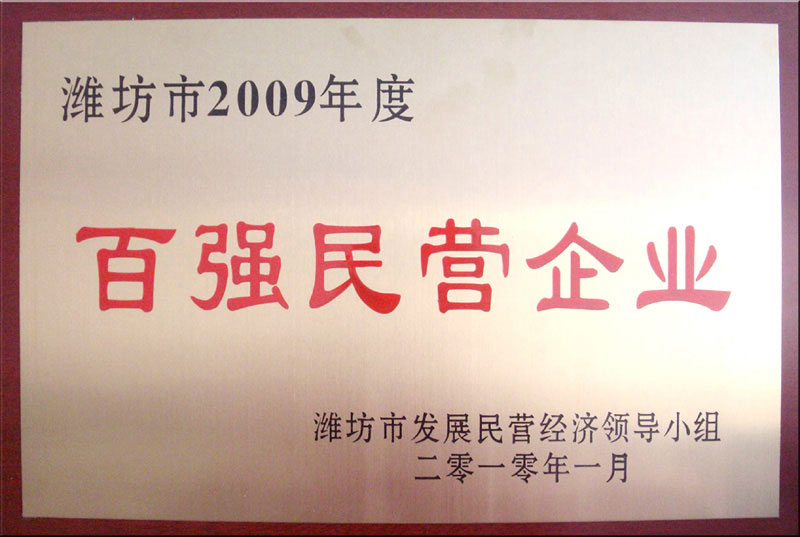 潍坊市2009年度
百强民营企业
潍坊市发展民营经济领导小组
二零一零年一月